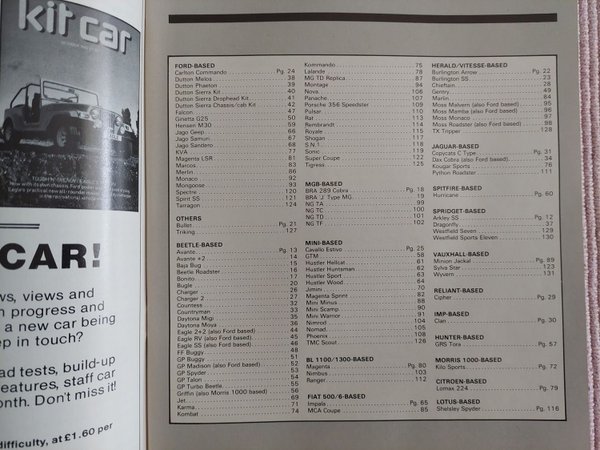 kit car
CAR!
ws, views and
n progress and
a new car being
ep in touch?
ad tests, build-up
eatures, staff car
onth. Don't miss it!
difficulty, at £1.60 per
FORD-BASED
Carlton Commando Pg. 24
Dutton Melos 38
Dutton Phaeton 39
Dutton Sierra Kit 40
Dutton Sierra Drophead Kit 41
Dutton Sierra Chassis/cab Kit 42
Falcon 47
Ginetta G25 50
Hensen M30 59
Jago Geep 66
Jago Samuri 67
Jago Sandero 68
KVA 77
Magenta LSR 81
Marcos 83
Merlin 86
Monaco 92
Mongoose 93
Spectre 120
Spirit SS 121
Tarragon 124
OTHERS
Bullet Pg. 21
Triking 127
BEETLE-BASED
Avante Pg. 13
Avante +2 14
Baja Bug 15
Beetle Roadster 16
Bonito 17
Bugle 20
Charger 26
Charger 2 27
Countess 32
Countryman 33
Daytona Migi 35
Daytona Moya 36
Eagle 2+2 (also Ford based) 44
Eagle RV (also Ford based) 45
Eagle SS (also Ford based) 46
FF Buggy 48
GP Buggy 51
GP Madison (also Ford based) 52
GP Spyder 53
GP Talon 54
GP Turbo Beetle 55
Griffin (also Morris 1000 based) 56
Jet 69
Karma 71
Kombat 74
Kommando 75
Lalande 78
MG TD Replica 87
Montage 94
Nova 106
Panache 107
Porsche 356 Speedster 109
Pulsar 110
Rat 113
Rembrandt 114
Royale 115
Shogun 117
S.N.1 118
Sonic 119
Super Coupe 122
Tigress 125
MGB-BASED
BRA 289 Cobra Pg. 18
BRA 'J' Type MG 19
NG TA 99
NG TC 100
NG TD 101
NG TF 102
MINI-BASED
Cavallo Estivo Pg. 25
GTM 58
Hustler Hellcat 61
Hustler Huntsman 62
Hustler Sport 63
Hustler Wood 64
Jimini 70
Magenta Sprint 82
Mini Minus 88
Mini Scamp 90
Mini Warrior 91
Nimrod 104
Nomad 105
Phoenix 108
TMC Scout 126
BL 1100/1300-BASED
Magenta Pg. 80
Nimbus 103
Ranger 112
FIAT 500/6-BASED
Impala Pg. 65
MCA Coupe 85
HERALD/VITESSE-BASED
Burlington Arrow Pg. 22
Burlington SS 23
Chieftain 28
Gentry 49
Marlin 84
Moss Malvern (also Ford based) 95
Moss Mamba (also Ford based) 96
Moss Monaco 97
Moss Roadster (also Ford based) 98
TX Tripper 128
JAGUAR-BASED
Copycats C Type Pg. 31
Dax Cobra (also Ford based) 34
Kougar Sports 76
Python Roadster 111
SPITFIRE-BASED
Hurricane Pg. 60
SPRIDGET-BASED
Arkley SS Pg. 12
Dragonfly 37
Westfield Seven 129
Westfield Sports Eleven 130
VAUXHALL-BASED
Minion Jackal Pg. 89
Sylva Star 123
Wyvern 131
RELIANT-BASED
Cipher Pg. 29
IMP-BASED
Clan Pg. 30
HUNTER-BASED
GRS Tora Pg. 57
MORRIS 1000-BASED
Kilo Sports Pg. 72
CITROEN-BASED
Lomax 224 Pg. 79
LOTUS-BASED
Shelsley Spyder Pg. 116